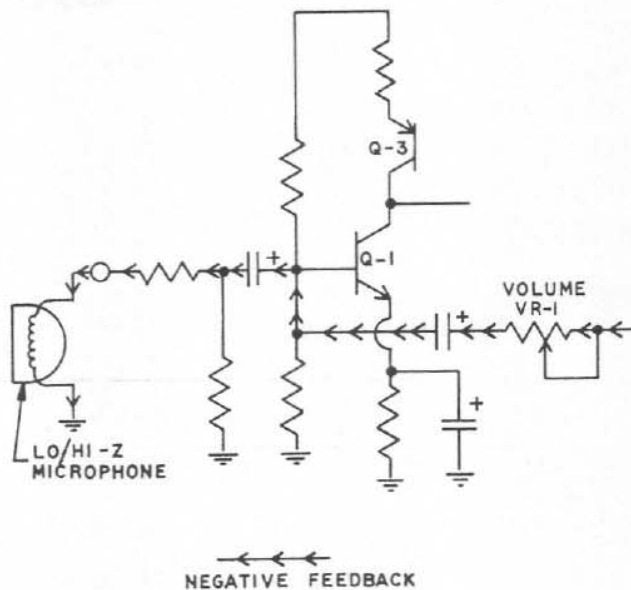 Q-3
+
Q-1
VOLUME
VR-1
+
+
LO/HI-Z
MICROPHONE
NEGATIVE FEEDBACK